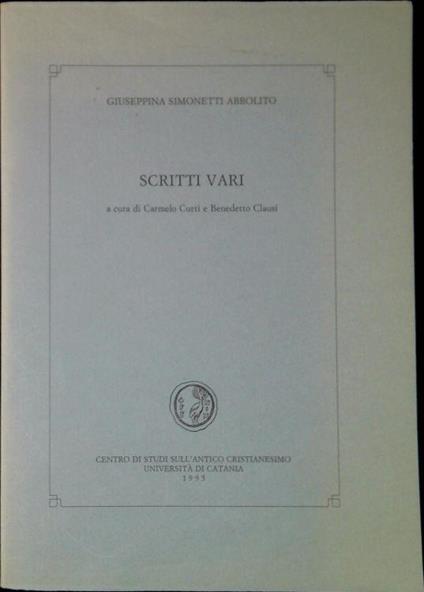 GIUSEPPINA SIMONETTI ABBOLITO
SCRITTI VARI
a cura di Carmelo Curti e Benedetto Clausi
CENTRO DI STUDI SULL'ANTICO CRISTIANESIMO
UNIVERSITÀ DI CATANIA
1993